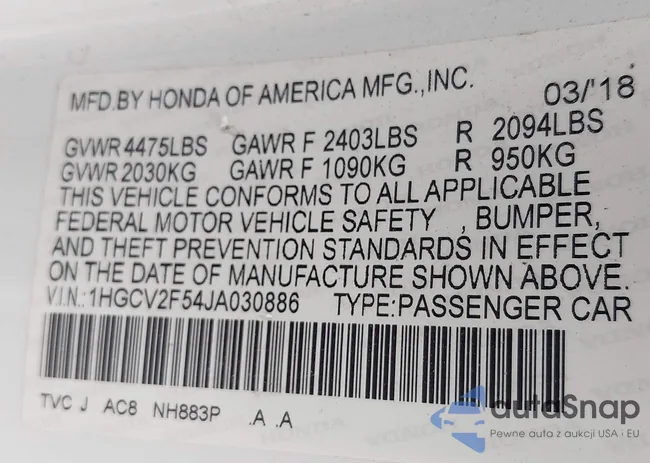 MFD.BY HONDA OF AMERICA MFG.,INC. 03/'18
GVWR 4475LBS GAWR F 2403LBS R 2094LBS
GVWR 2030KG GAWR F 1090KG R 950KG
THIS VEHICLE CONFORMS TO ALL APPLICABLE
FEDERAL MOTOR VEHICLE SAFETY , BUMPER,
AND THEFT PREVENTION STANDARDS IN EFFECT
ON THE DATE OF MANUFACTURE SHOWN ABOVE.
V.I.N.:1HGCV2F54JA030886 TYPE:PASSENGER CAR
TVC J AC8 NH883P .A .A
autaSnap
Pewne auta z aukcji USA i EU